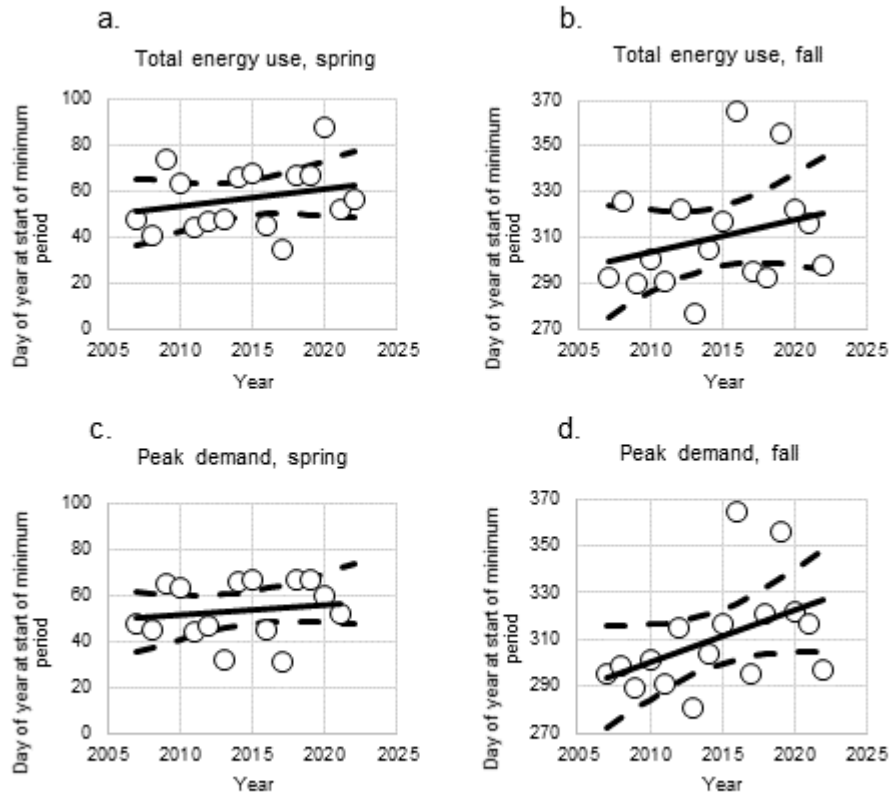 a.
Total energy use, spring
Day of year at start of minimum
period
100
80
60
40
20
0
2005 2010 2015 2020 2025
Year
b.
Total energy use, fall
Day of year at start of minimum
period
370
350
330
310
290
270
2005 2010 2015 2020 2025
Year
c.
Peak demand, spring
Day of year at start of minimum
period
100
80
60
40
20
0
2005 2010 2015 2020 2025
Year
d.
Peak demand, fall
Day of year at start of minimum
period
370
350
330
310
290
270
2005 2010 2015 2020 2025
Year